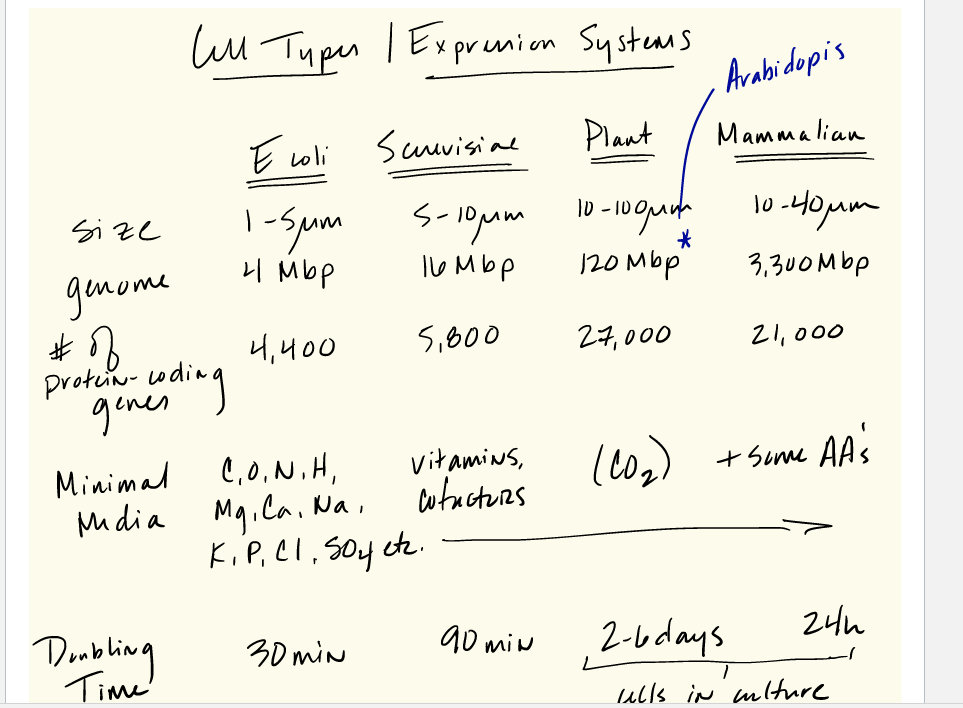 Cell Types | Expression Systems
Arabidopis
E coli S cerevisiae Plant Mammalian
size 1-5μm 5-10μm 10-100μm 10-40μm
genome 4 Mbp 16 Mbp 120 Mbp* 3,300 Mbp
# of protein-coding genes 4,400 5,800 27,000 21,000
Minimal Media C, O, N, H, vitamins, (CO2) + some AA's
Mg, Ca, Na, cofactors
K, P, Cl, SO4 etc.
Doubling Time 30 min 90 min 2-6 days 24h
cells in culture